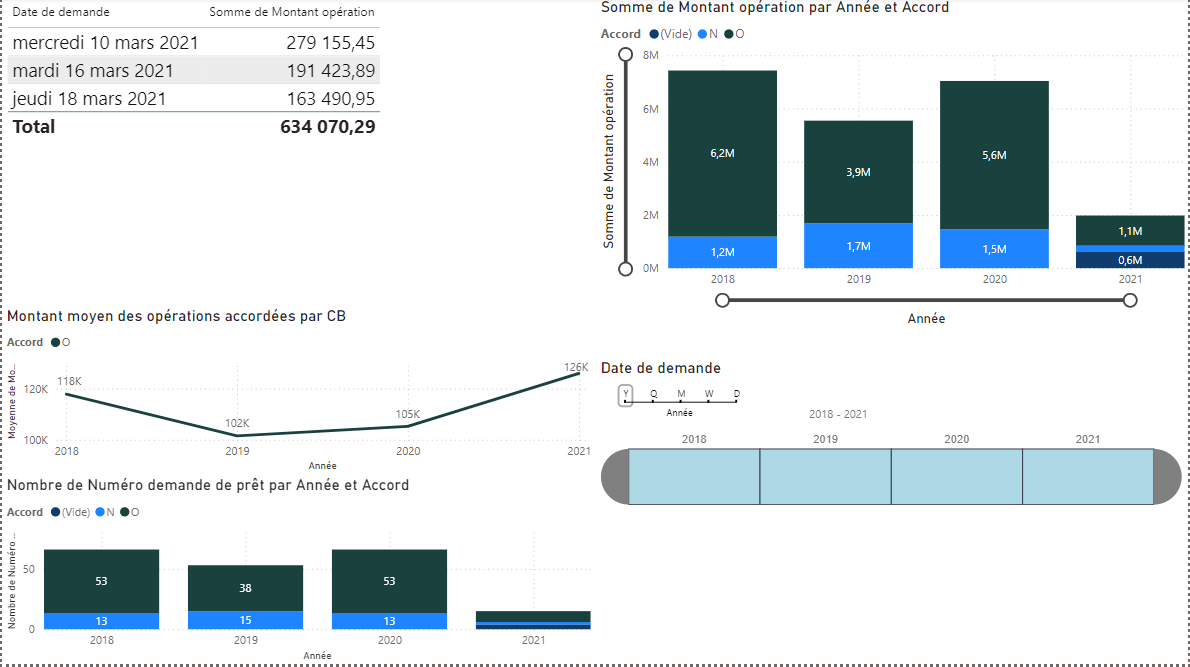 Date de demande Somme de Montant opération
mercredi 10 mars 2021 279 155,45
mardi 16 mars 2021 191 423,89
jeudi 18 mars 2021 163 490,95
Total 634 070,29
Somme de Montant opération par Année et Accord
Accord (Vide) N O
Somme de Montant opération
8M
6M
4M
2M
0M
6,2M
3,9M
5,6M
1,1M
1,2M
1,7M
1,5M
0,6M
2018 2019 2020 2021
Année
Montant moyen des opérations accordées par CB
Accord O
Moyenne de Mo...
120K
100K
118K
102K
105K
126K
2018 2019 2020 2021
Année
Date de demande
Y Q M W D
Année
2018 - 2021
2018 2019 2020 2021
Nombre de Numéro demande de prêt par Année et Accord
Accord (Vide) N O
Nombre de Numéro ...
50
0
53
38
53
13
15
13
2018 2019 2020 2021
Année